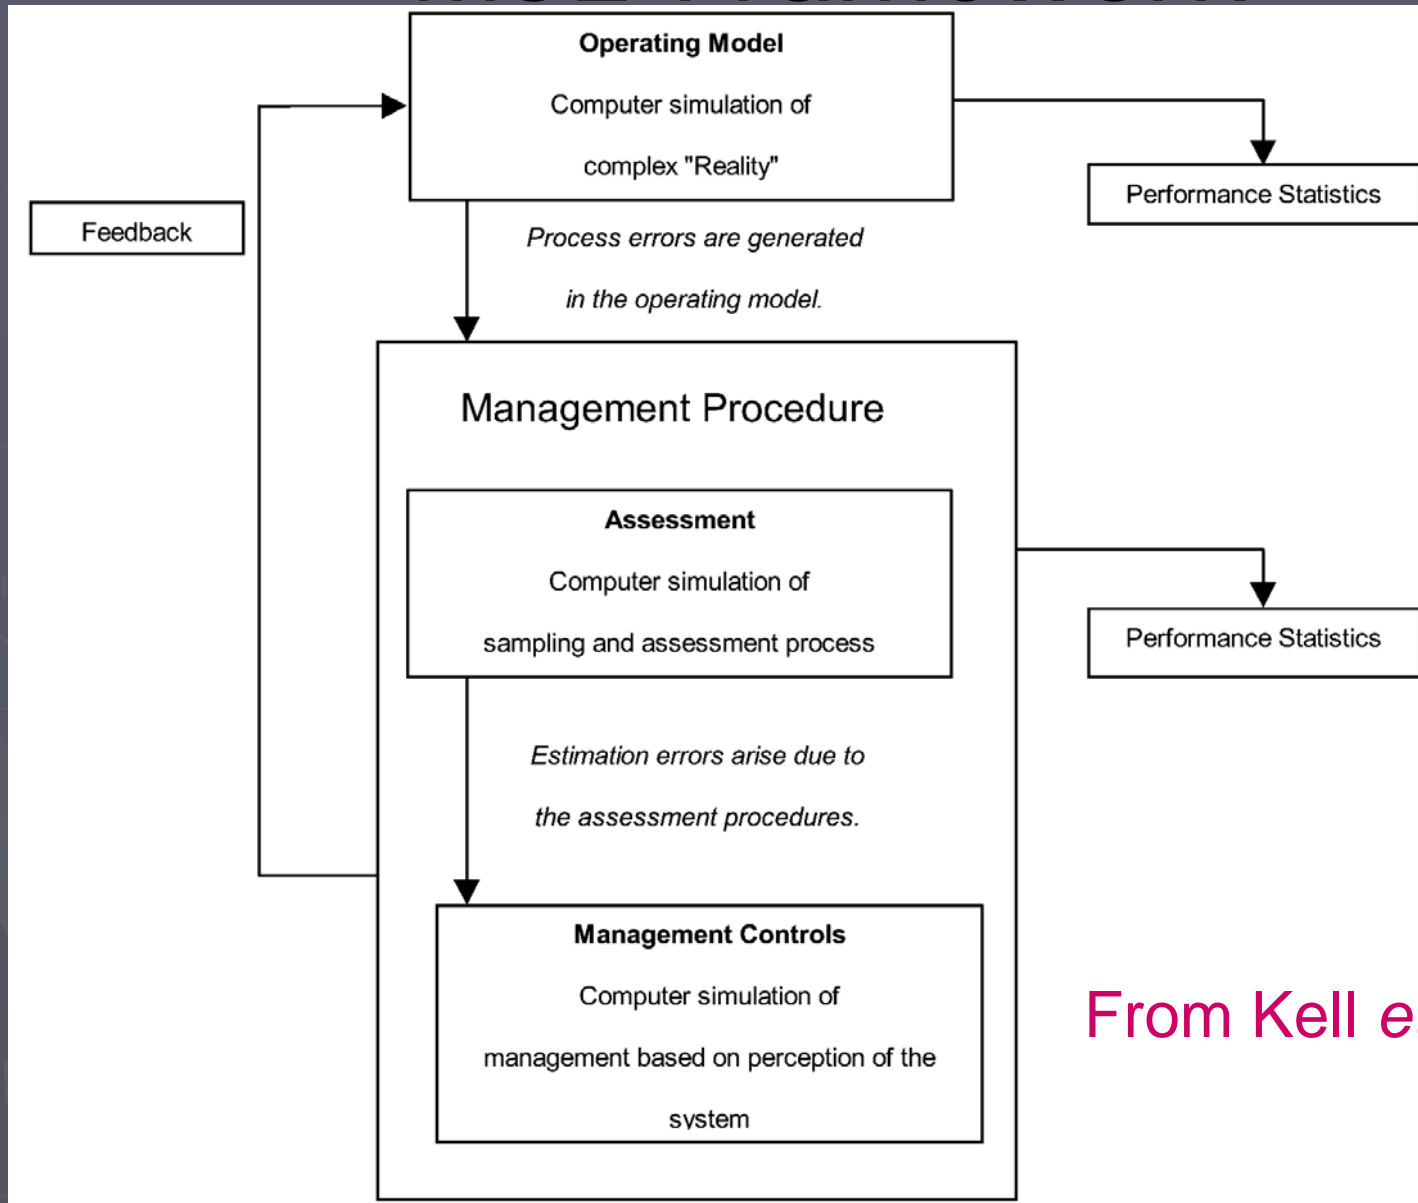 MSE Framework
Operating Model
Computer simulation of
complex "Reality"
Performance Statistics
Feedback
Process errors are generated
in the operating model.
Management Procedure
Assessment
Computer simulation of
sampling and assessment process
Performance Statistics
Estimation errors arise due to
the assessment procedures.
Management Controls
Computer simulation of
management based on perception of the
system
From Kell